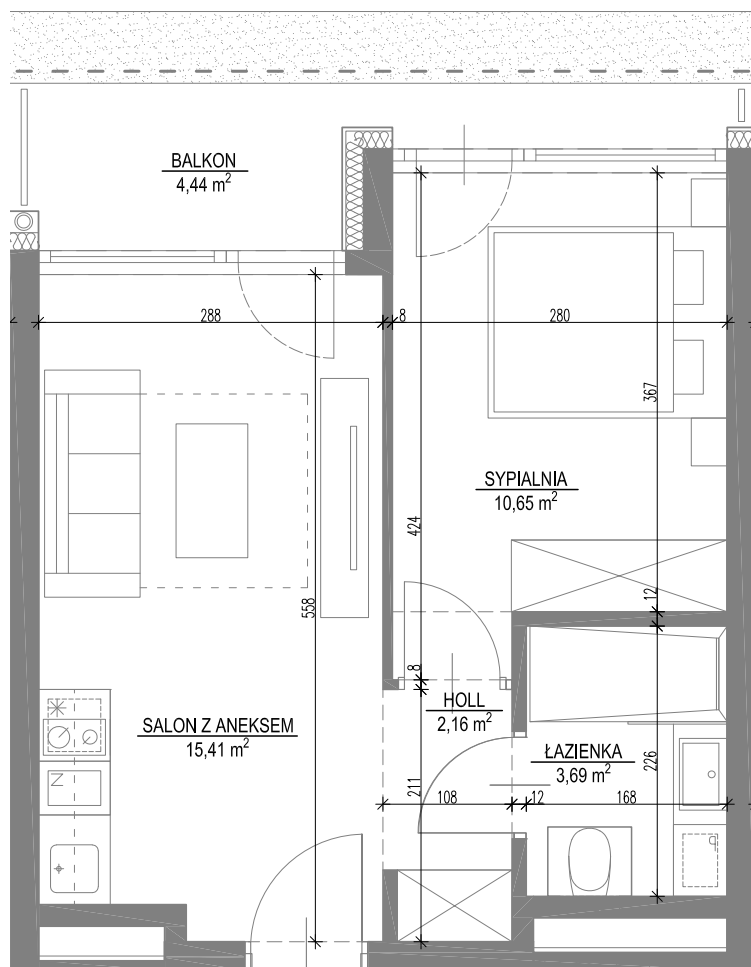 BALKON
4,44 m²
288
8
280
367
SYPIALNIA
10,65 m²
424
558
12
8
HOLL
2,16 m²
SALON Z ANEKSEM
15,41 m²
ŁAZIENKA
3,69 m²
226
211
108
12
168
Z